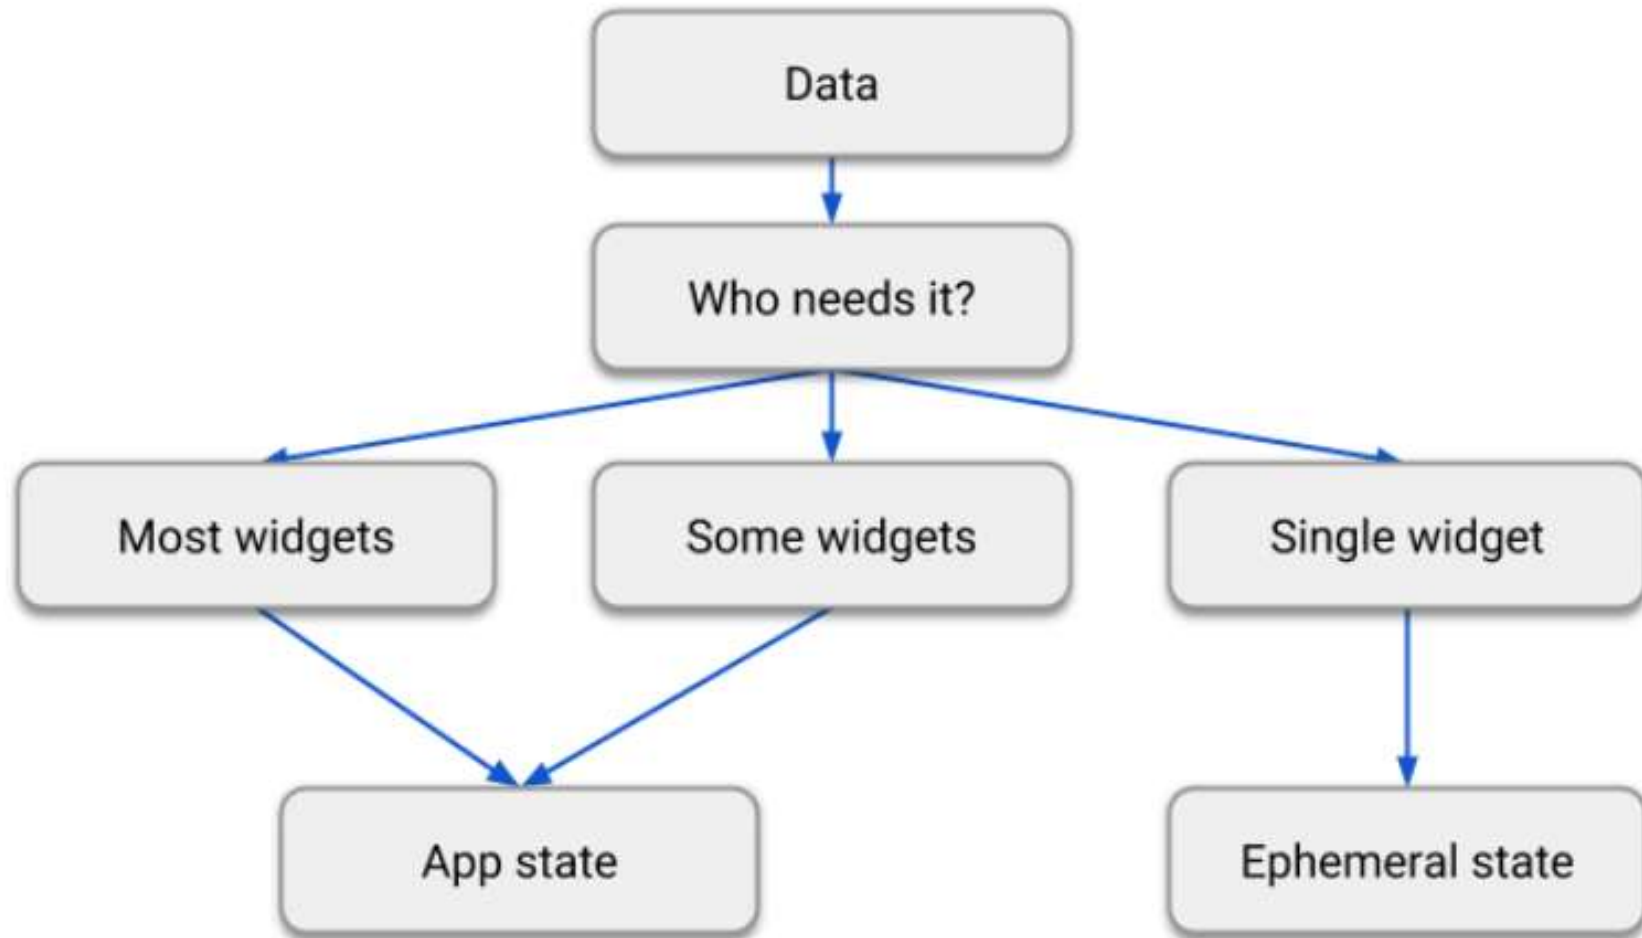 Data
Who needs it?
Most widgets
Some widgets
Single widget
App state
Ephemeral state